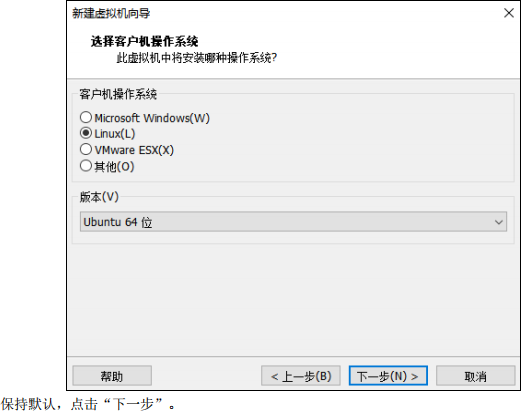 新建虚拟机向导
选择客户机操作系统
此虚拟机中将安装哪种操作系统?
客户机操作系统
Microsoft Windows(W)
Linux(L)
VMware ESX(X)
其他(O)
版本(V)
Ubuntu 64 位
帮助
< 上一步(B)
下一步(N) >
取消
保持默认，点击“下一步”。